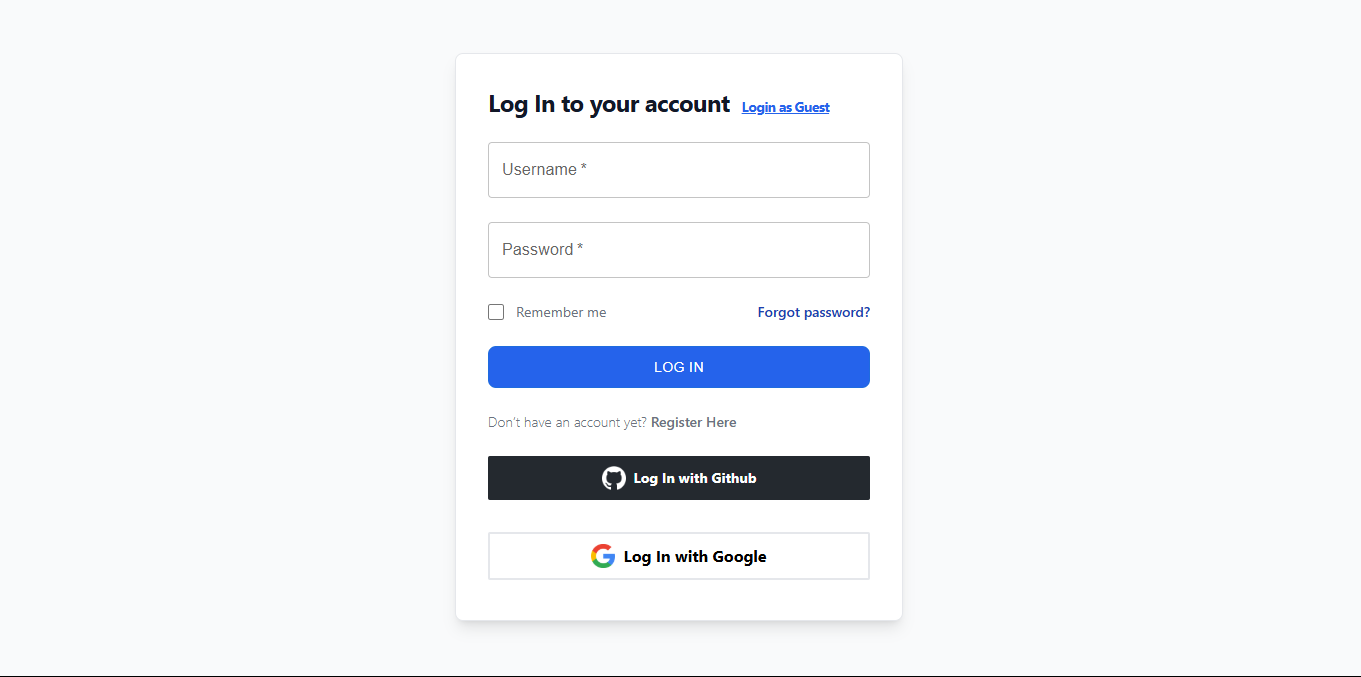 Log In to your account Login as Guest
Username *
Password *
Remember me Forgot password?
LOG IN
Don't have an account yet? Register Here
Log In with Github
Log In with Google